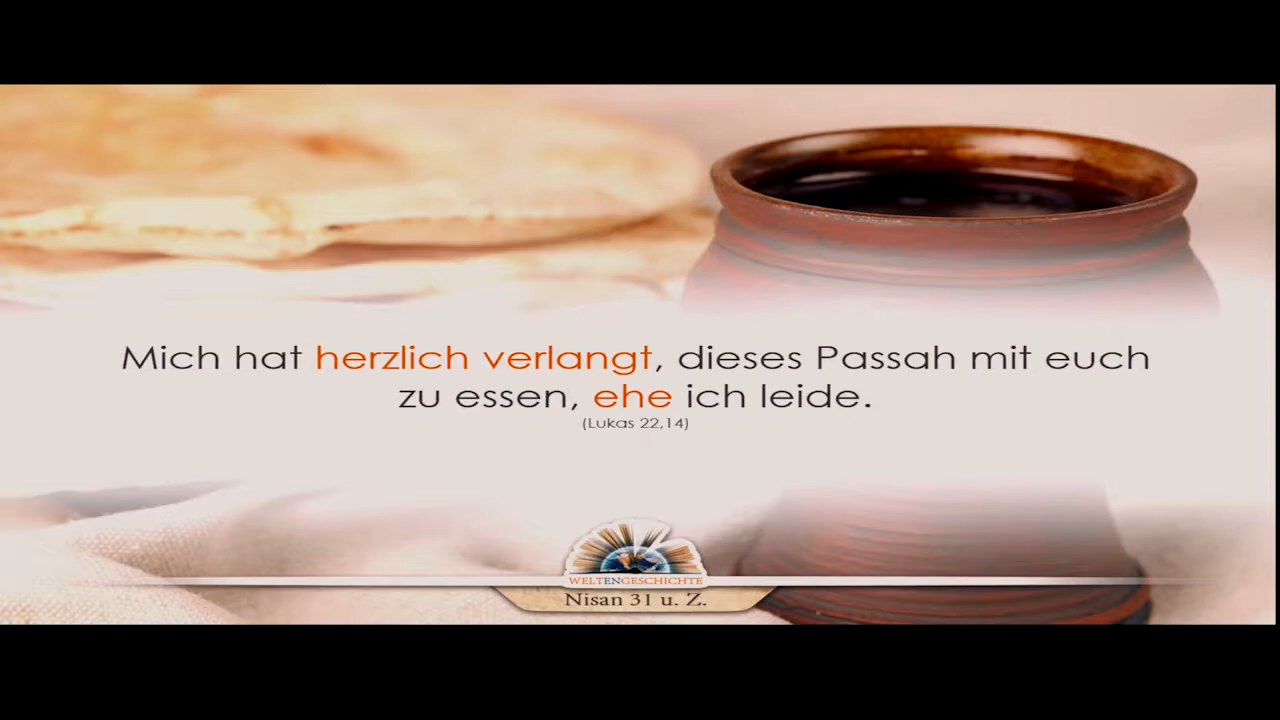 Mich hat herzlich verlangt, dieses Passah mit euch
zu essen, ehe ich leide.
(Lukas 22,14)
WELTENGESCHICHTE
Nisan 31 u. Z.